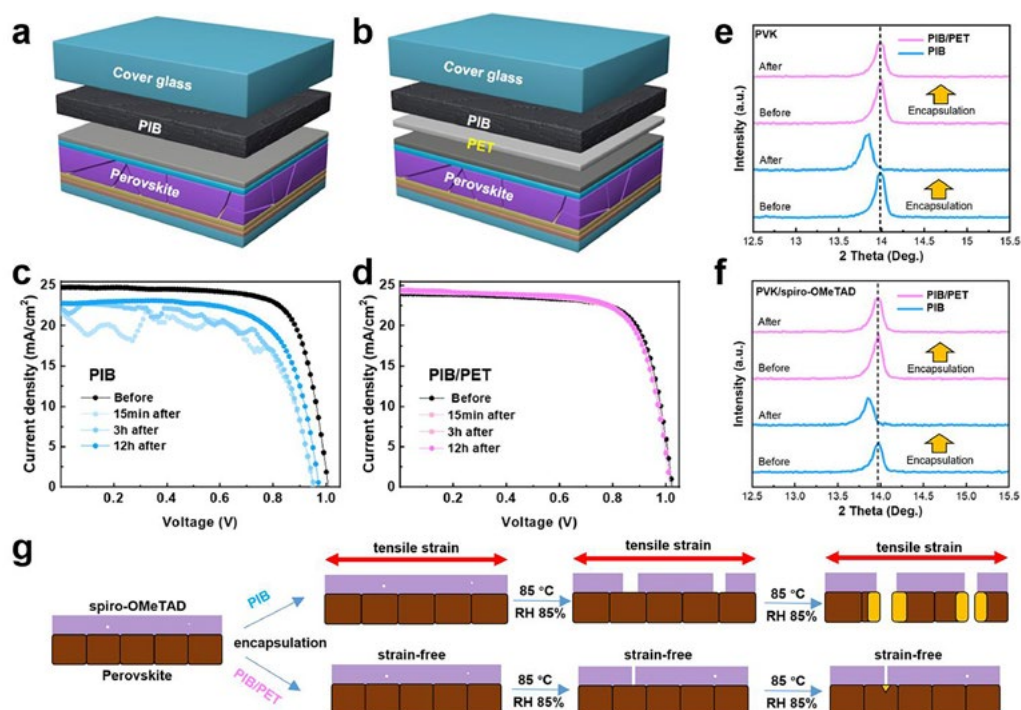 a
Cover glass
PIB
Perovskite
b
Cover glass
PIB
PET
Perovskite
c
Current density (mA/cm²)
25
20
15
10
5
0
PIB
Before
15min after
3h after
12h after
0.2 0.4 0.6 0.8 1.0
Voltage (V)
d
Current density (mA/cm²)
25
20
15
10
5
0
PIB/PET
Before
15min after
3h after
12h after
0.2 0.4 0.6 0.8 1.0
Voltage (V)
e
PVK
PIB/PET
PIB
After
Before
Encapsulation
After
Before
Encapsulation
Intensity (a.u.)
12.5 13 13.5 14 14.5 15 15.5
2 Theta (Deg.)
f
PVK/spiro-OMeTAD
PIB/PET
PIB
After
Before
Encapsulation
After
Before
Encapsulation
Intensity (a.u.)
12.5 13.0 13.5 14.0 14.5 15.0 15.5
2 Theta (Deg.)
g
spiro-OMeTAD
Perovskite
PIB
encapsulation
PIB/PET
tensile strain
85 °C
RH 85%
tensile strain
85 °C
RH 85%
tensile strain
strain-free
85 °C
RH 85%
strain-free
85 °C
RH 85%
strain-free